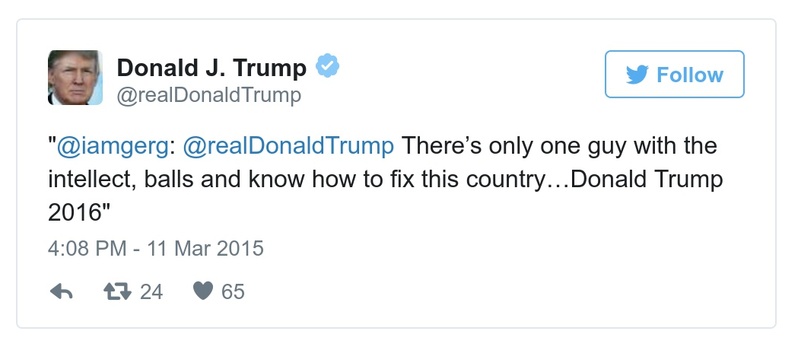 Donald J. Trump
@realDonaldTrump
Follow
"@iamgerg: @realDonaldTrump There’s only one guy with the
intellect, balls and know how to fix this country…Donald Trump
2016"
4:08 PM - 11 Mar 2015
24 65